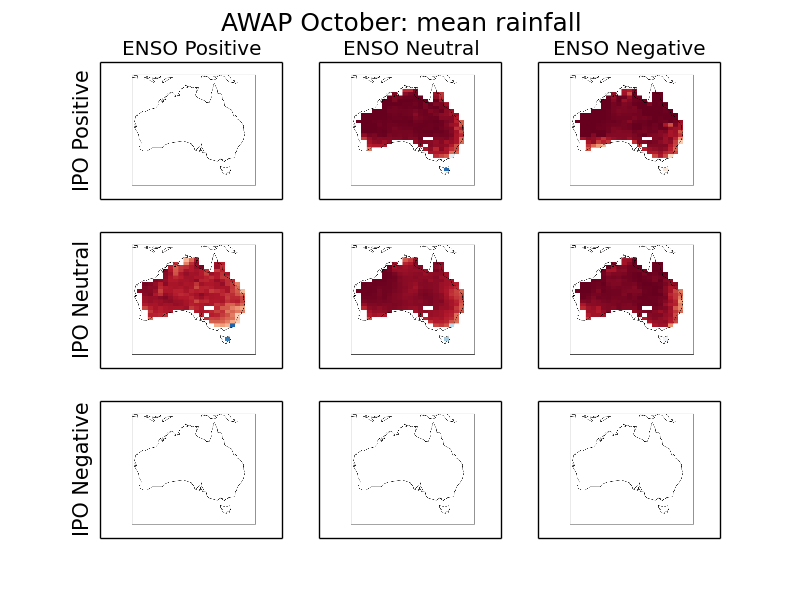 AWAP October: mean rainfall
ENSO Positive
ENSO Neutral
ENSO Negative
IPO Positive
IPO Neutral
IPO Negative